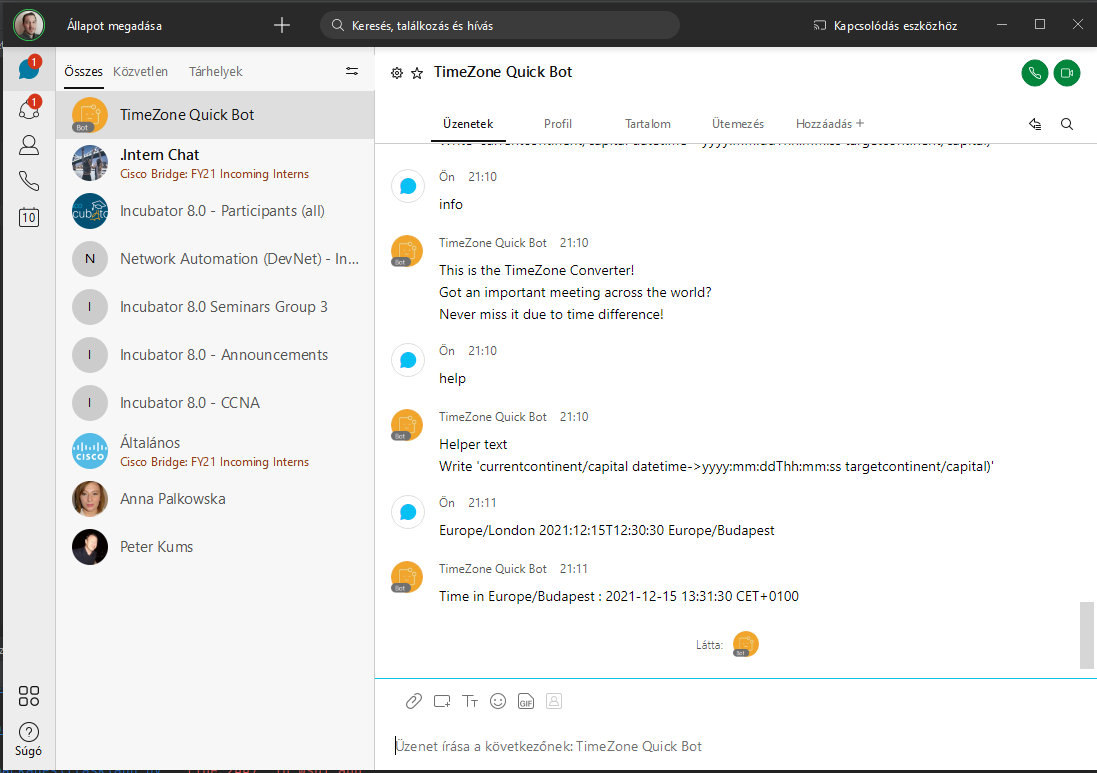 Állapot megadása
Keresés, találkozás és hívás
Kapcsolódás eszközhöz
1
1
10
Súgó
Összes
Közvetlen
Tárhelyek
Bot
TimeZone Quick Bot
.Intern Chat
Cisco Bridge: FY21 Incoming Interns
Incubator 8.0 - Participants (all)
N
Network Automation (DevNet) - In...
I
Incubator 8.0 Seminars Group 3
I
Incubator 8.0 - Announcements
I
Incubator 8.0 - CCNA
CISCO
Általános
Cisco Bridge: FY21 Incoming Interns
Anna Palkowska
Peter Kums
TimeZone Quick Bot
Üzenetek
Profil
Tartalom
Ütemezés
Hozzáadás +
Ön 21:10
info
Bot
TimeZone Quick Bot 21:10
This is the TimeZone Converter!
Got an important meeting across the world?
Never miss it due to time difference!
Ön 21:10
help
Bot
TimeZone Quick Bot 21:10
Helper text
Write 'currentcontinent/capital datetime->yyyy:mm:ddThh:mm:ss targetcontinent/capital)'
Ön 21:11
Europe/London 2021:12:15T12:30:30 Europe/Budapest
Bot
TimeZone Quick Bot 21:11
Time in Europe/Budapest : 2021-12-15 13:31:30 CET+0100
Látta:
Bot
GIF
Üzenet írása a következőnek: TimeZone Quick Bot